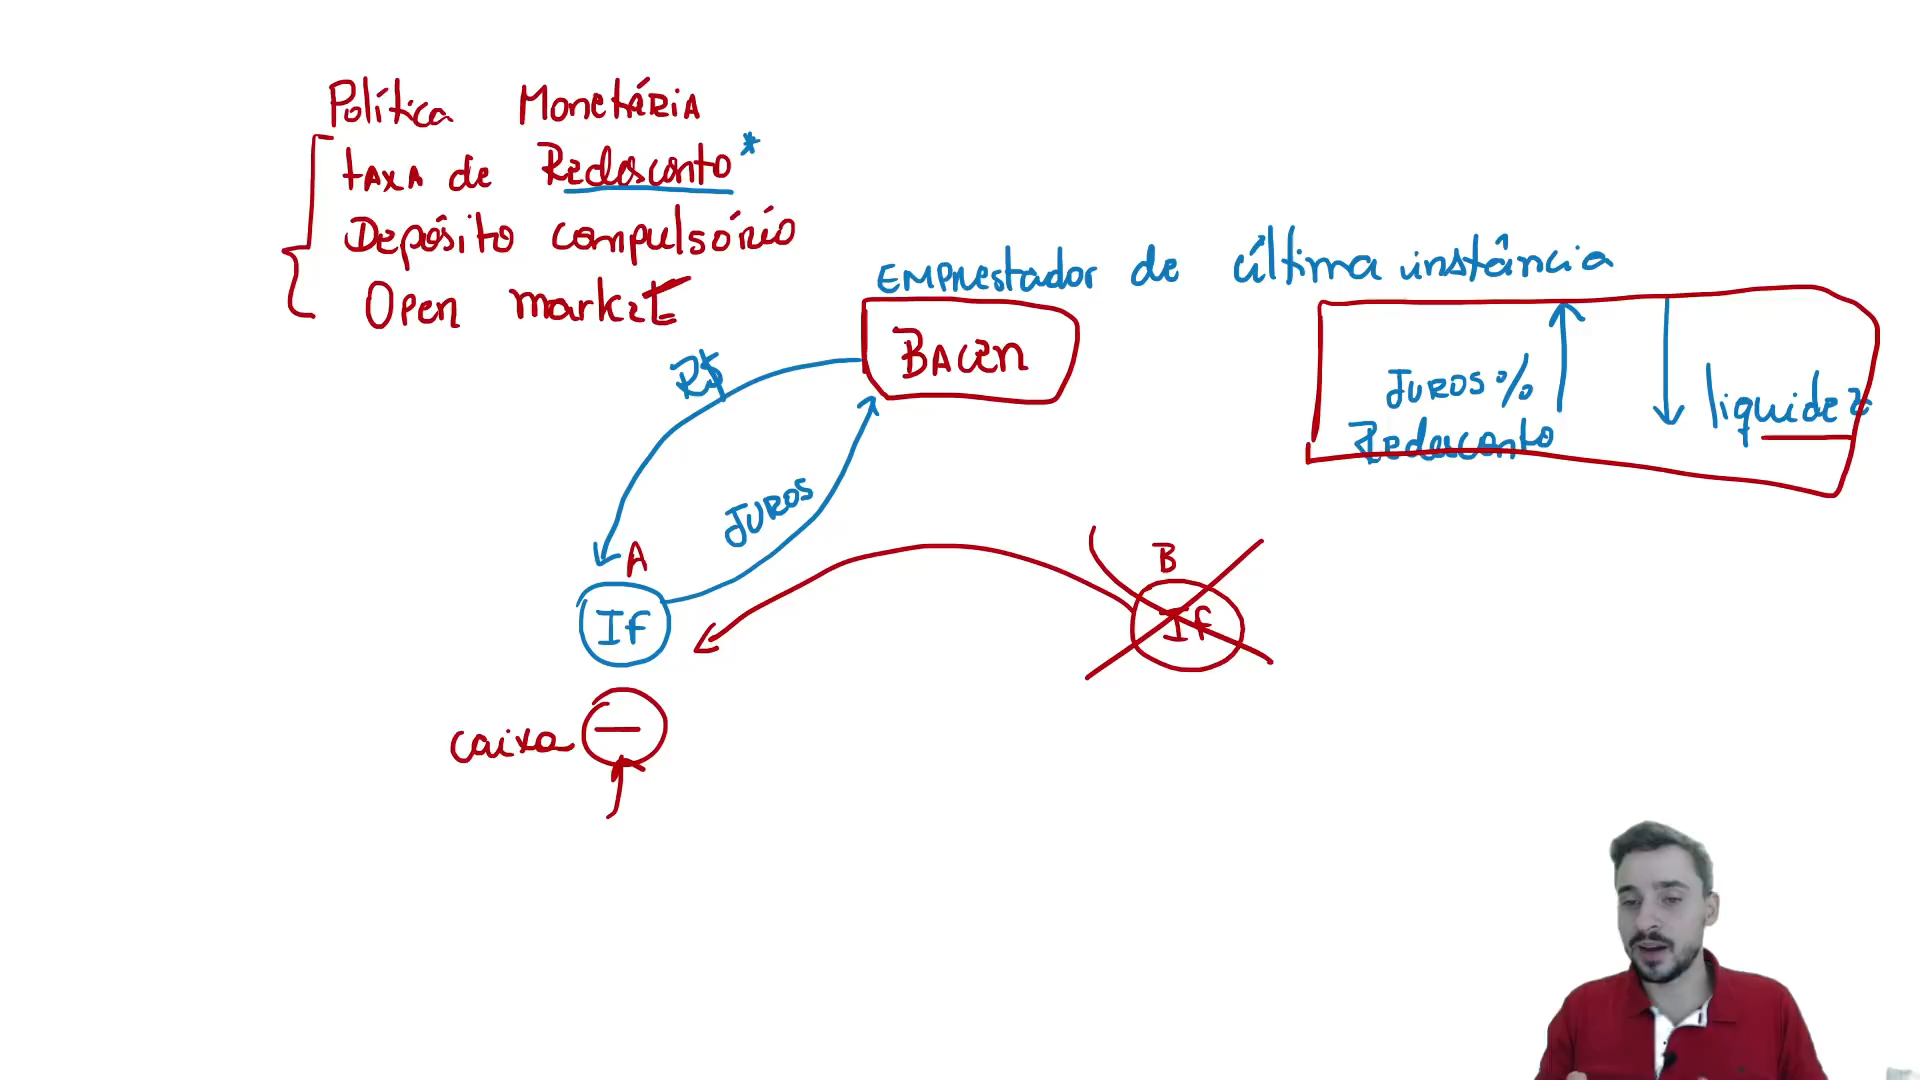 Política Monetária
taxa de Redesconto*
Depósito compulsório
Open market
Emprestador de última instância
Bacen
R$
Juros %
Redesconto
liquidez
Juros
A
If
B
If
caixa